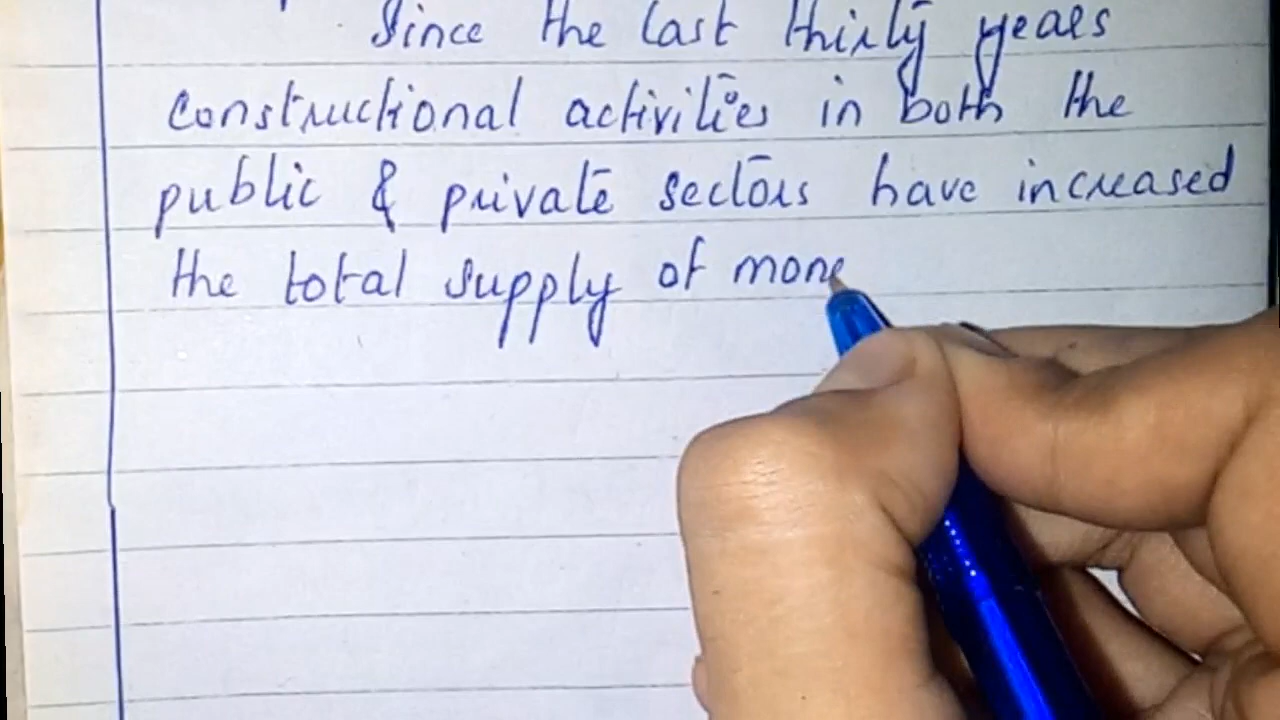 Since the last thirty years
constructional activities in both the
public & private sectors have increased
the total supply of mone